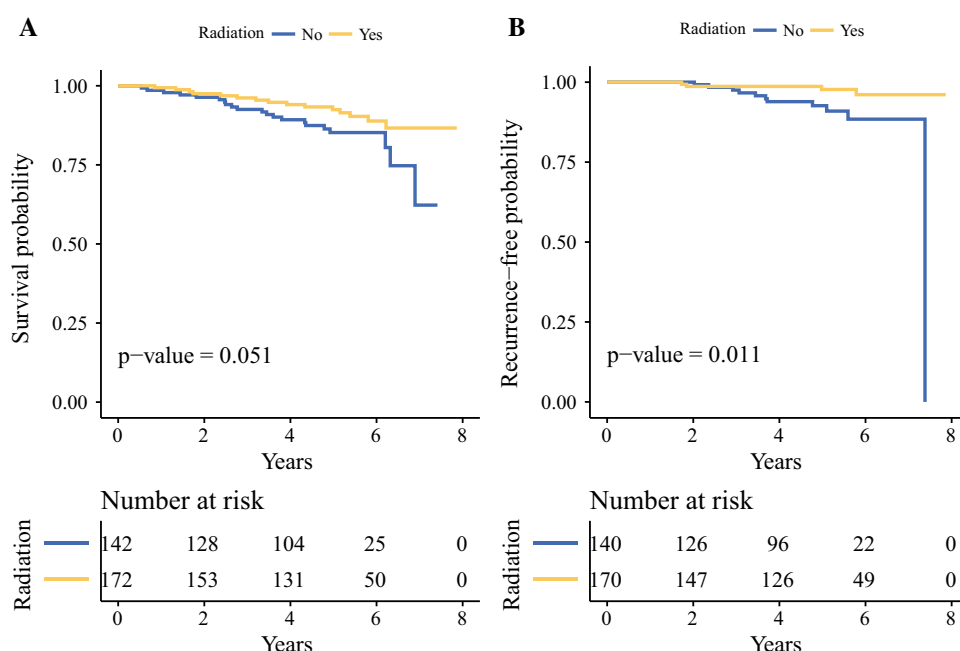 A
Radiation No Yes
Survival probability
1.00
0.75
0.50
0.25
0.00
p−value = 0.051
0 2 4 6 8
Years
Number at risk
Radiation
142 128 104 25 0
172 153 131 50 0
0 2 4 6 8
Years
B
Radiation No Yes
Recurrence−free probability
1.00
0.75
0.50
0.25
0.00
p−value = 0.011
0 2 4 6 8
Years
Number at risk
Radiation
140 126 96 22 0
170 147 126 49 0
0 2 4 6 8
Years